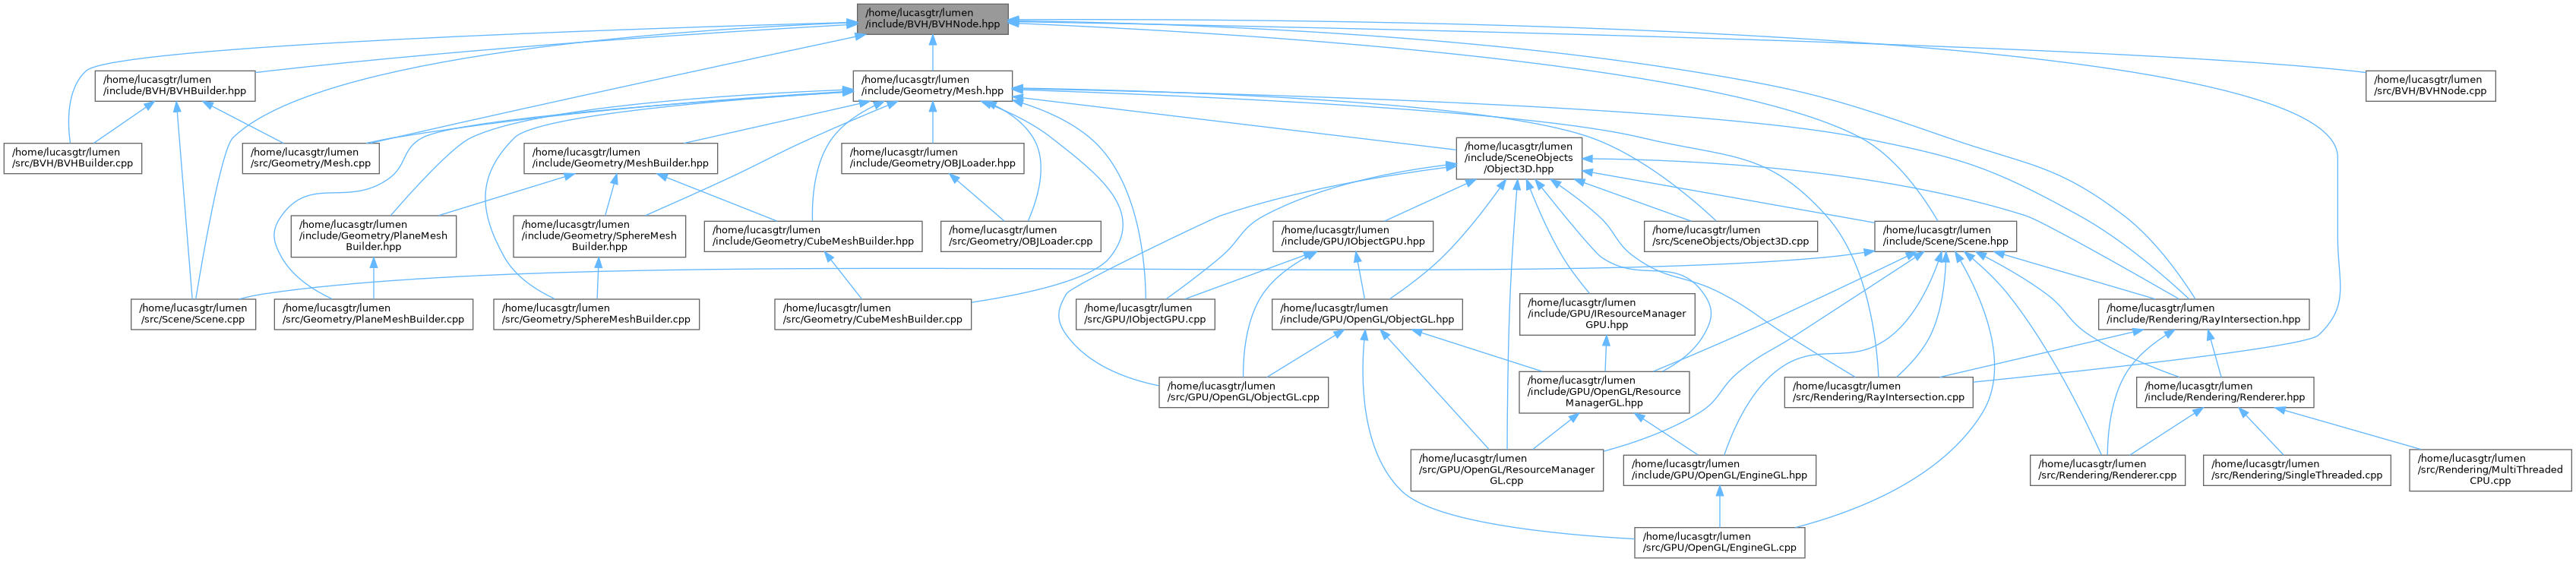 /home/lucasgtr/lumen
/include/BVH/BVHNode.hpp
/home/lucasgtr/lumen
/include/BVH/BVHBuilder.hpp
/home/lucasgtr/lumen
/include/Geometry/Mesh.hpp
/home/lucasgtr/lumen
/src/BVH/BVHNode.cpp
/home/lucasgtr/lumen
/src/BVH/BVHBuilder.cpp
/home/lucasgtr/lumen
/src/Geometry/Mesh.cpp
/home/lucasgtr/lumen
/include/Geometry/MeshBuilder.hpp
/home/lucasgtr/lumen
/include/Geometry/OBJLoader.hpp
/home/lucasgtr/lumen
/include/SceneObjects
/Object3D.hpp
/home/lucasgtr/lumen
/include/Geometry/PlaneMesh
Builder.hpp
/home/lucasgtr/lumen
/include/Geometry/SphereMesh
Builder.hpp
/home/lucasgtr/lumen
/include/Geometry/CubeMeshBuilder.hpp
/home/lucasgtr/lumen
/src/Geometry/OBJLoader.cpp
/home/lucasgtr/lumen
/include/GPU/IObjectGPU.hpp
/home/lucasgtr/lumen
/src/SceneObjects/Object3D.cpp
/home/lucasgtr/lumen
/include/Scene/Scene.hpp
/home/lucasgtr/lumen
/src/Scene/Scene.cpp
/home/lucasgtr/lumen
/src/Geometry/PlaneMeshBuilder.cpp
/home/lucasgtr/lumen
/src/Geometry/SphereMeshBuilder.cpp
/home/lucasgtr/lumen
/src/Geometry/CubeMeshBuilder.cpp
/home/lucasgtr/lumen
/src/GPU/IObjectGPU.cpp
/home/lucasgtr/lumen
/include/GPU/OpenGL/ObjectGL.hpp
/home/lucasgtr/lumen
/include/GPU/IResourceManager
GPU.hpp
/home/lucasgtr/lumen
/include/Rendering/RayIntersection.hpp
/home/lucasgtr/lumen
/src/GPU/OpenGL/ObjectGL.cpp
/home/lucasgtr/lumen
/include/GPU/OpenGL/Resource
ManagerGL.hpp
/home/lucasgtr/lumen
/src/Rendering/RayIntersection.cpp
/home/lucasgtr/lumen
/include/Rendering/Renderer.hpp
/home/lucasgtr/lumen
/src/GPU/OpenGL/ResourceManager
GL.cpp
/home/lucasgtr/lumen
/include/GPU/OpenGL/EngineGL.hpp
/home/lucasgtr/lumen
/src/Rendering/Renderer.cpp
/home/lucasgtr/lumen
/src/Rendering/SingleThreaded.cpp
/home/lucasgtr/lumen
/src/Rendering/MultiThreaded
CPU.cpp
/home/lucasgtr/lumen
/src/GPU/OpenGL/EngineGL.cpp